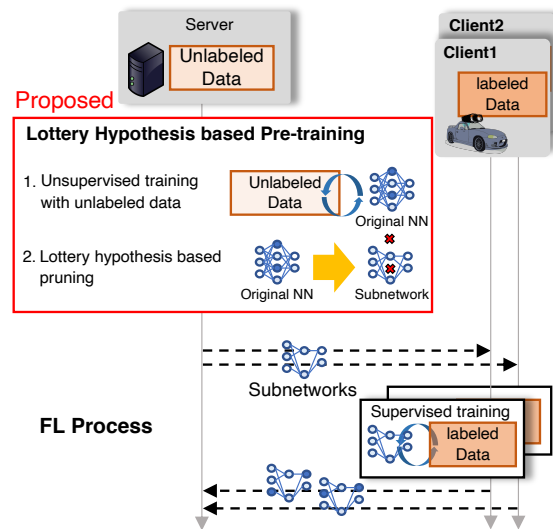 Server
Unlabeled
Data
Client2
Client1
labeled
Data
Proposed
Lottery Hypothesis based Pre-training
1. Unsupervised training
with unlabeled data
Unlabeled
Data
Original NN
2. Lottery hypothesis based
pruning
Original NN
Subnetwork
Subnetworks
FL Process
Supervised training
labeled
Data